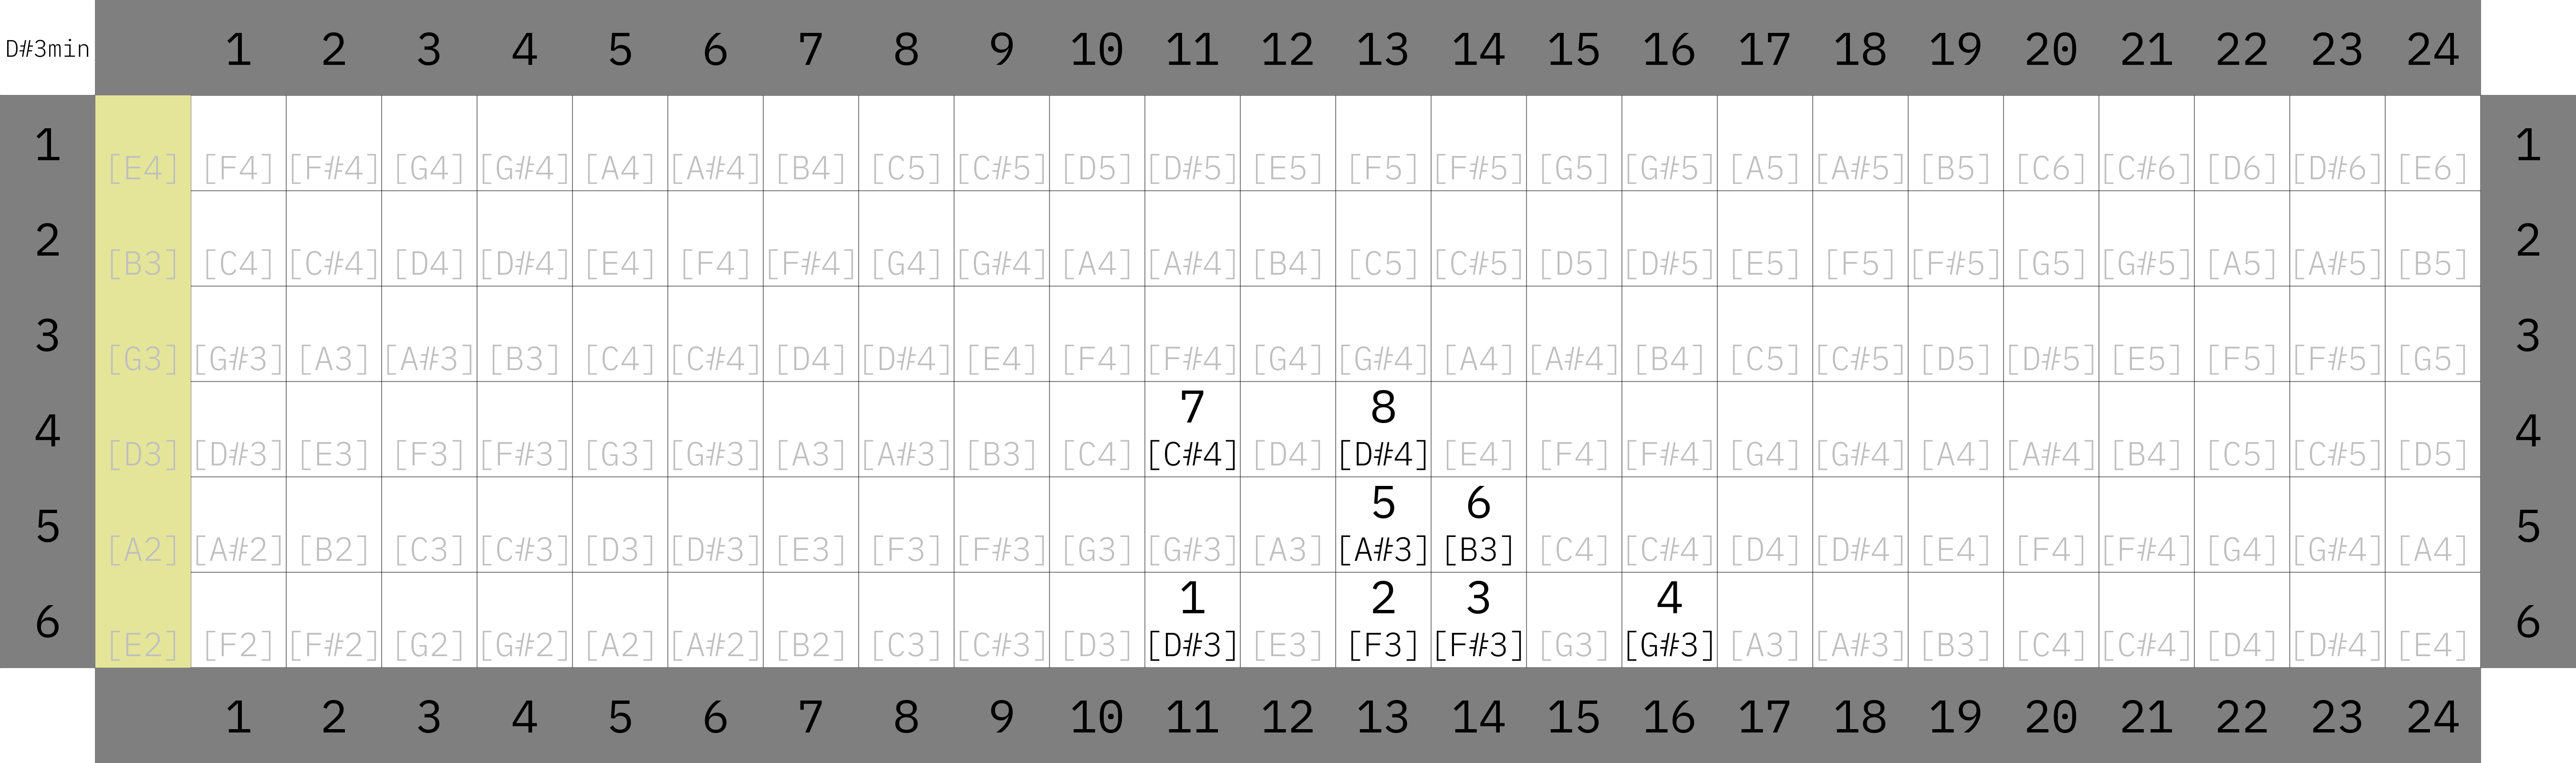 D#3min 1 2 3 4 5 6 7 8 9 10 11 12 13 14 15 16 17 18 19 20 21 22 23 24
1 [E4] [F4] [F#4] [G4] [G#4] [A4] [A#4] [B4] [C5] [C#5] [D5] [D#5] [E5] [F5] [F#5] [G5] [G#5] [A5] [A#5] [B5] [C6] [C#6] [D6] [D#6] [E6] 1
2 [B3] [C4] [C#4] [D4] [D#4] [E4] [F4] [F#4] [G4] [G#4] [A4] [A#4] [B4] [C5] [C#5] [D5] [D#5] [E5] [F5] [F#5] [G5] [G#5] [A5] [A#5] [B5] 2
3 [G3] [G#3] [A3] [A#3] [B3] [C4] [C#4] [D4] [D#4] [E4] [F4] [F#4] [G4] [G#4] [A4] [A#4] [B4] [C5] [C#5] [D5] [D#5] [E5] [F5] [F#5] [G5] 3
7 8
4 [D3] [D#3] [E3] [F3] [F#3] [G3] [G#3] [A3] [A#3] [B3] [C4] [C#4] [D4] [D#4] [E4] [F4] [F#4] [G4] [G#4] [A4] [A#4] [B4] [C5] [C#5] [D5] 4
5 6
5 [A2] [A#2] [B2] [C3] [C#3] [D3] [D#3] [E3] [F3] [F#3] [G3] [G#3] [A3] [A#3] [B3] [C4] [C#4] [D4] [D#4] [E4] [F4] [F#4] [G4] [G#4] [A4] 5
1 2 3 4
6 [E2] [F2] [F#2] [G2] [G#2] [A2] [A#2] [B2] [C3] [C#3] [D3] [D#3] [E3] [F3] [F#3] [G3] [G#3] [A3] [A#3] [B3] [C4] [C#4] [D4] [D#4] [E4] 6
1 2 3 4 5 6 7 8 9 10 11 12 13 14 15 16 17 18 19 20 21 22 23 24